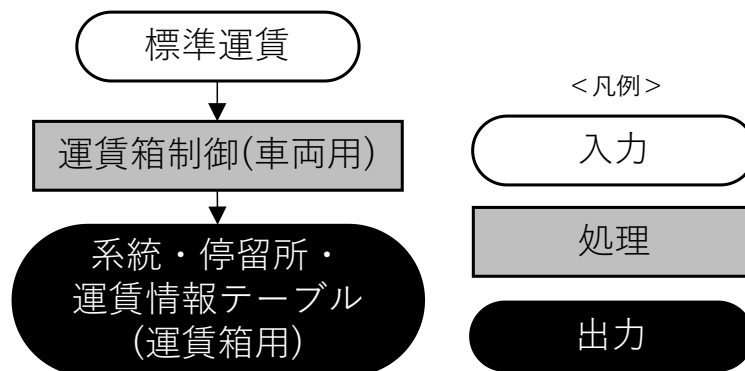 標準運賃
運賃箱制御(車両用)
系統・停留所・
運賃情報テーブル
(運賃箱用)
＜凡例＞
入力
処理
出力